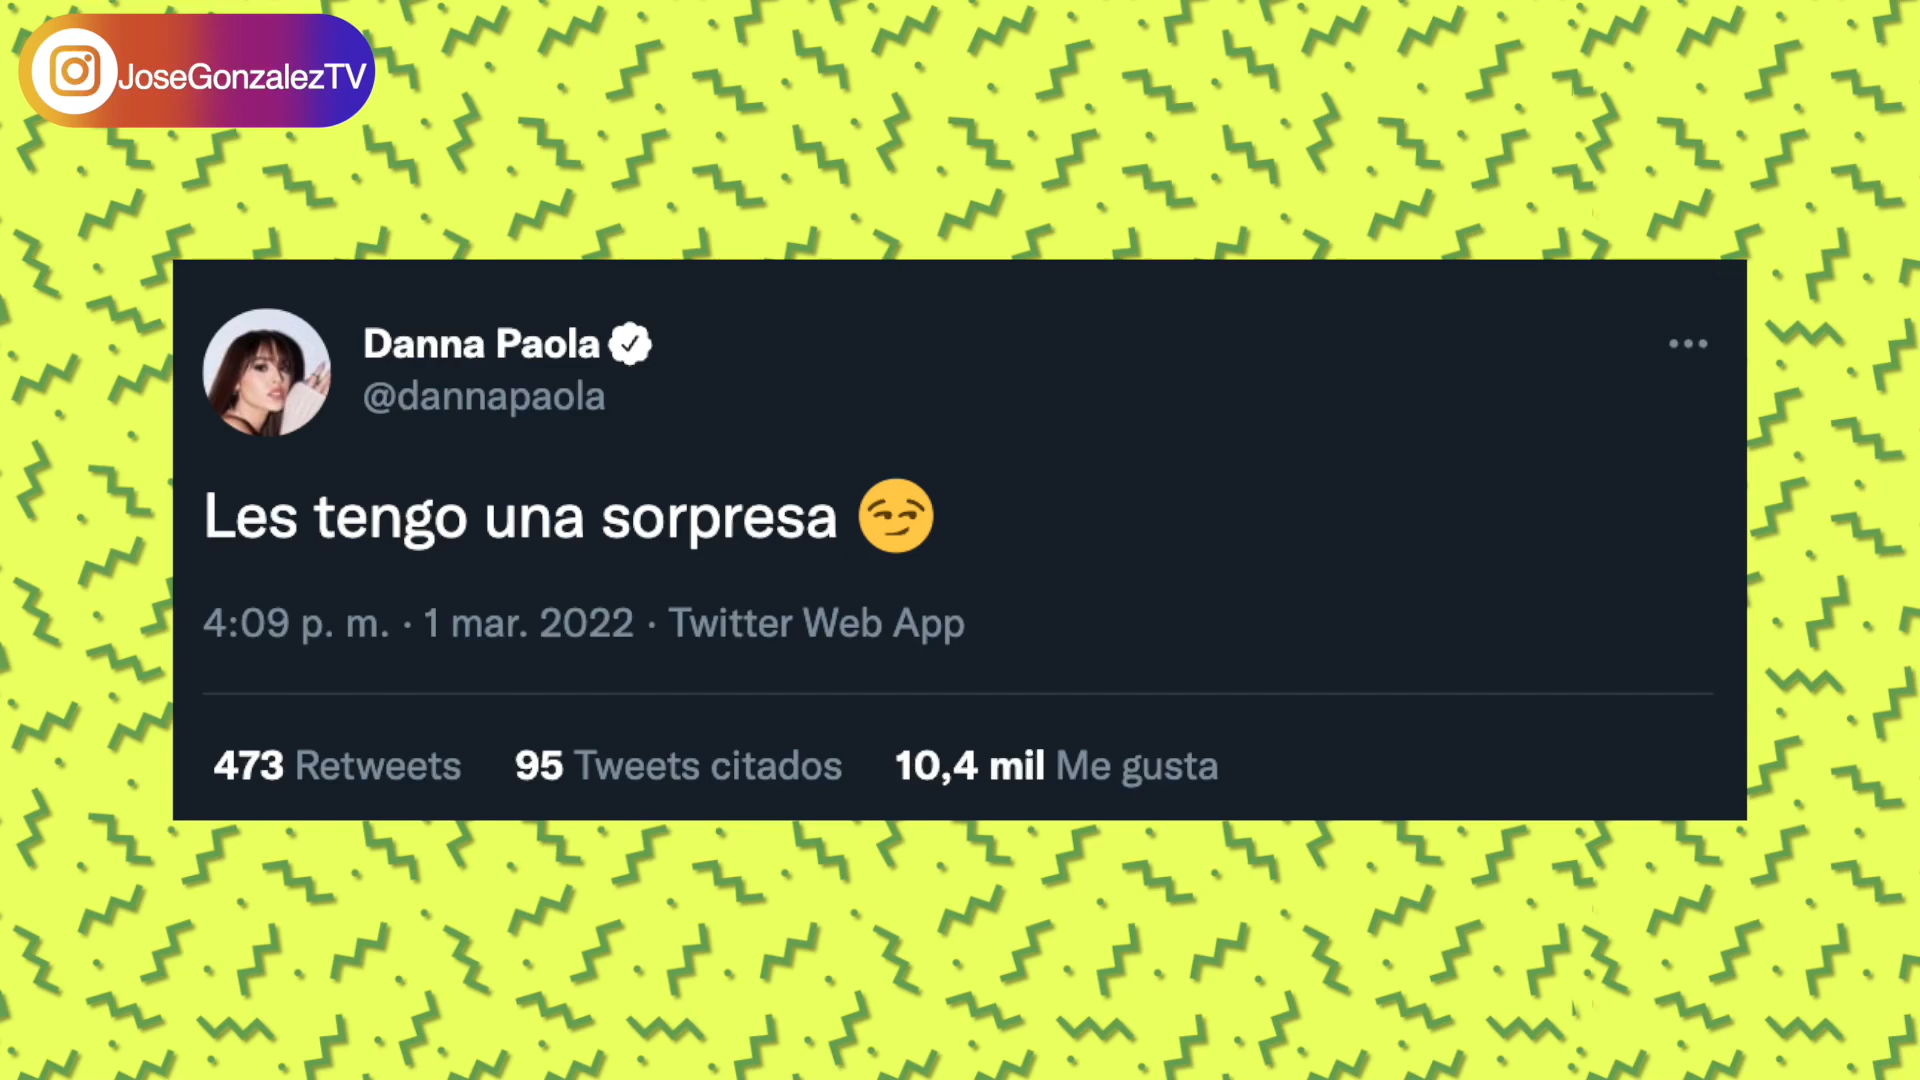 JoseGonzalezTV
Danna Paola
@dannapaola
Les tengo una sorpresa 😏
4:09 p. m. · 1 mar. 2022 · Twitter Web App
473 Retweets 95 Tweets citados 10,4 mil Me gusta